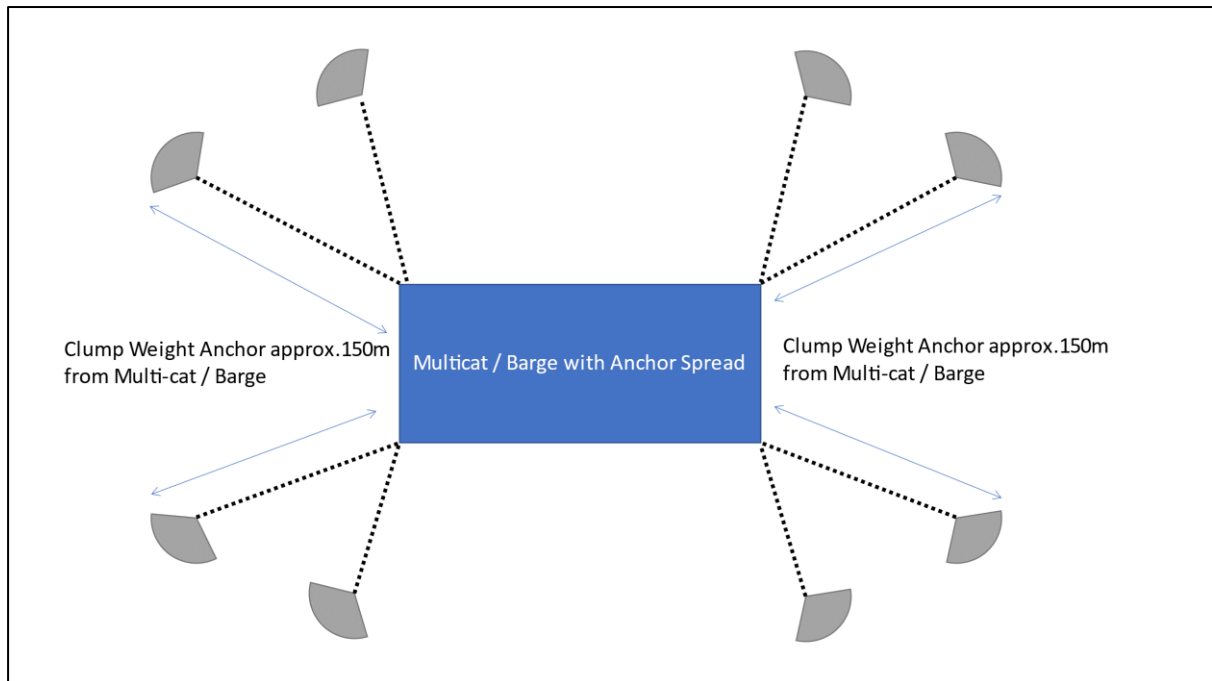 Clump Weight Anchor approx.150m
from Multi-cat / Barge
Multicat / Barge with Anchor Spread
Clump Weight Anchor approx.150m
from Multi-cat / Barge